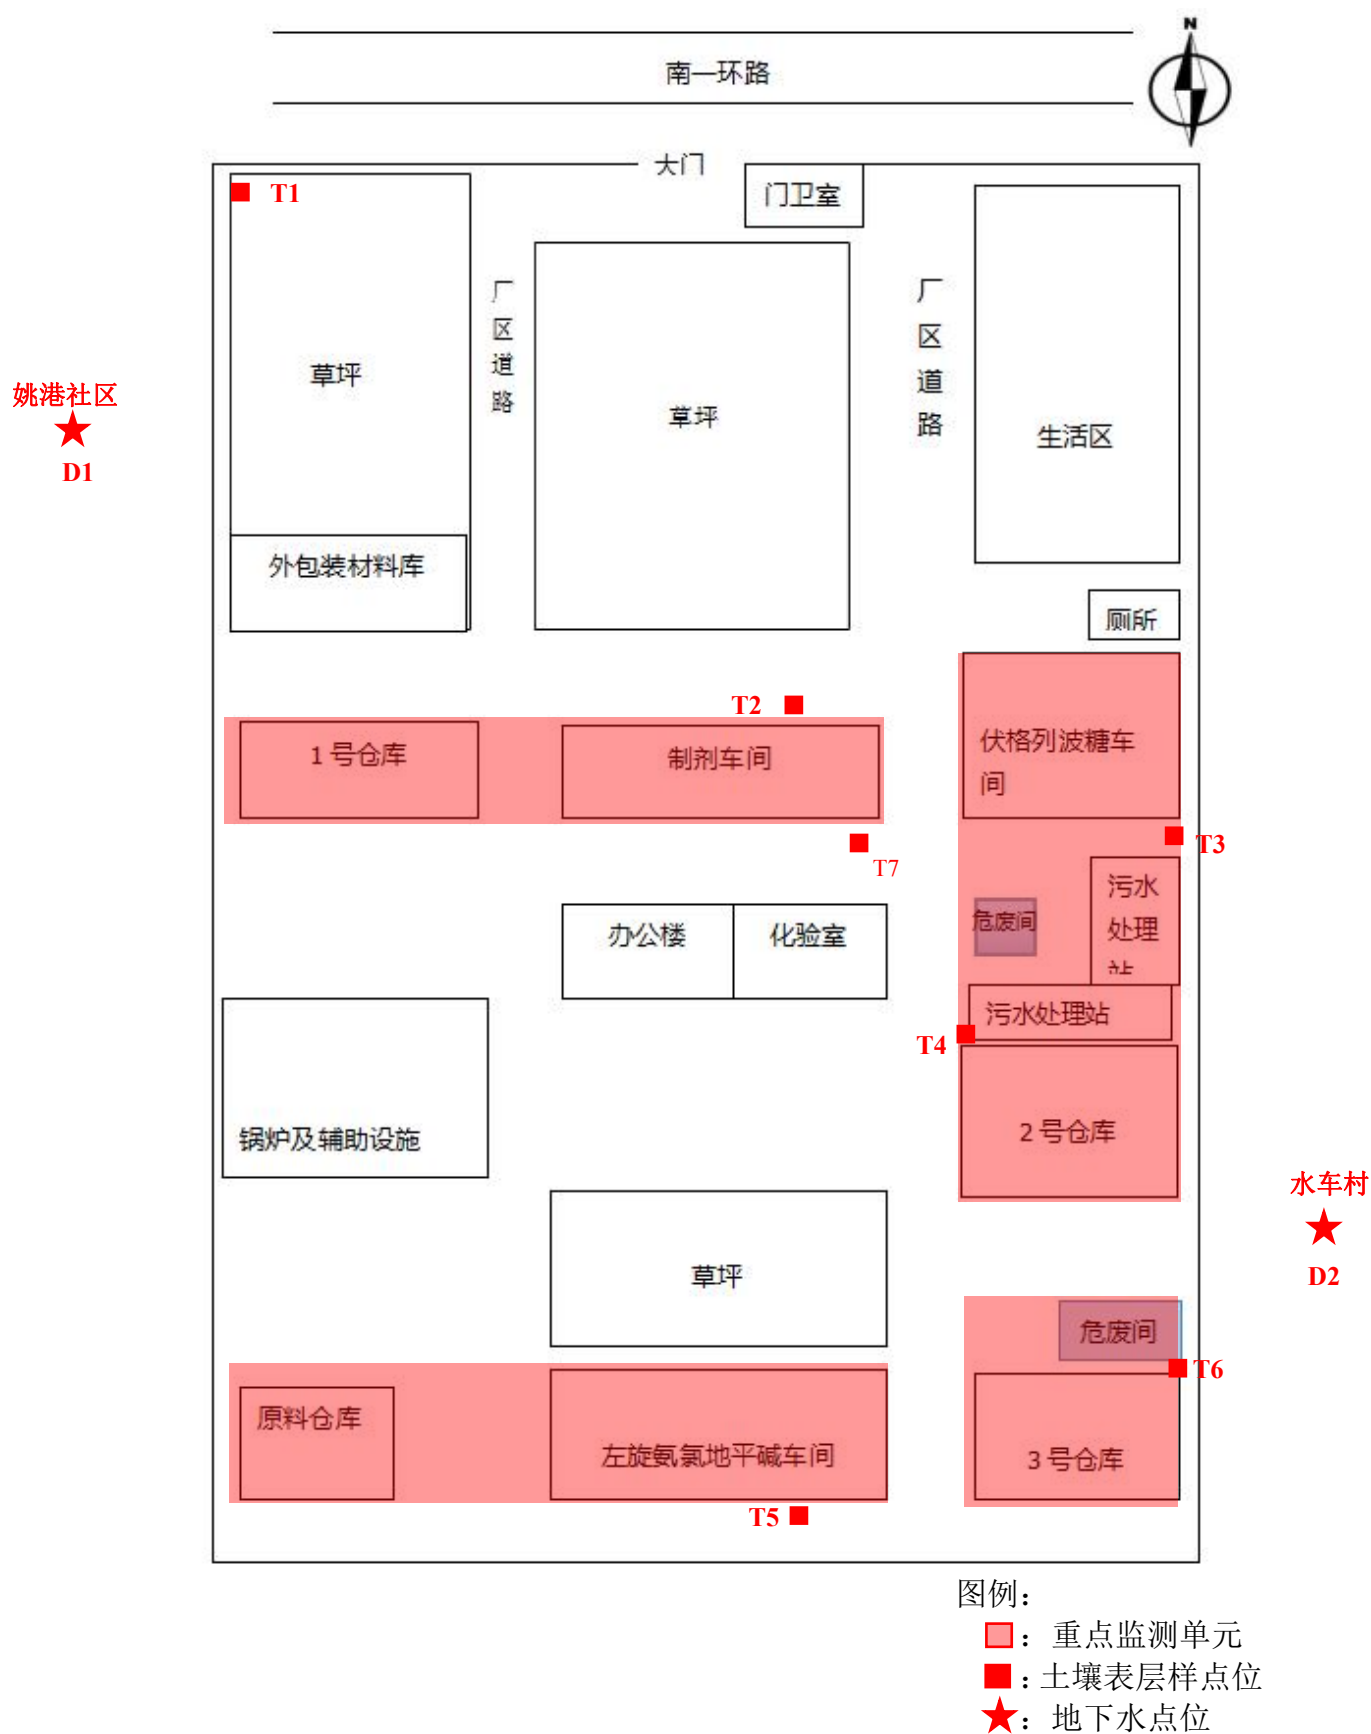 N
南一环路
大门
门卫室
T1
厂区道路
厂区道路
草坪
草坪
生活区
姚港社区
D1
外包装材料库
厕所
T2
1号仓库
制剂车间
伏格列波糖车
间
T3
T7
污水
处理
站
危废间
办公楼
化验室
污水处理站
T4
2号仓库
锅炉及辅助设施
水车村
D2
草坪
危废间
T6
原料仓库
左旋氨氯地平碱车间
3号仓库
T5
图例：
：重点监测单元
：土壤表层样点位
：地下水点位